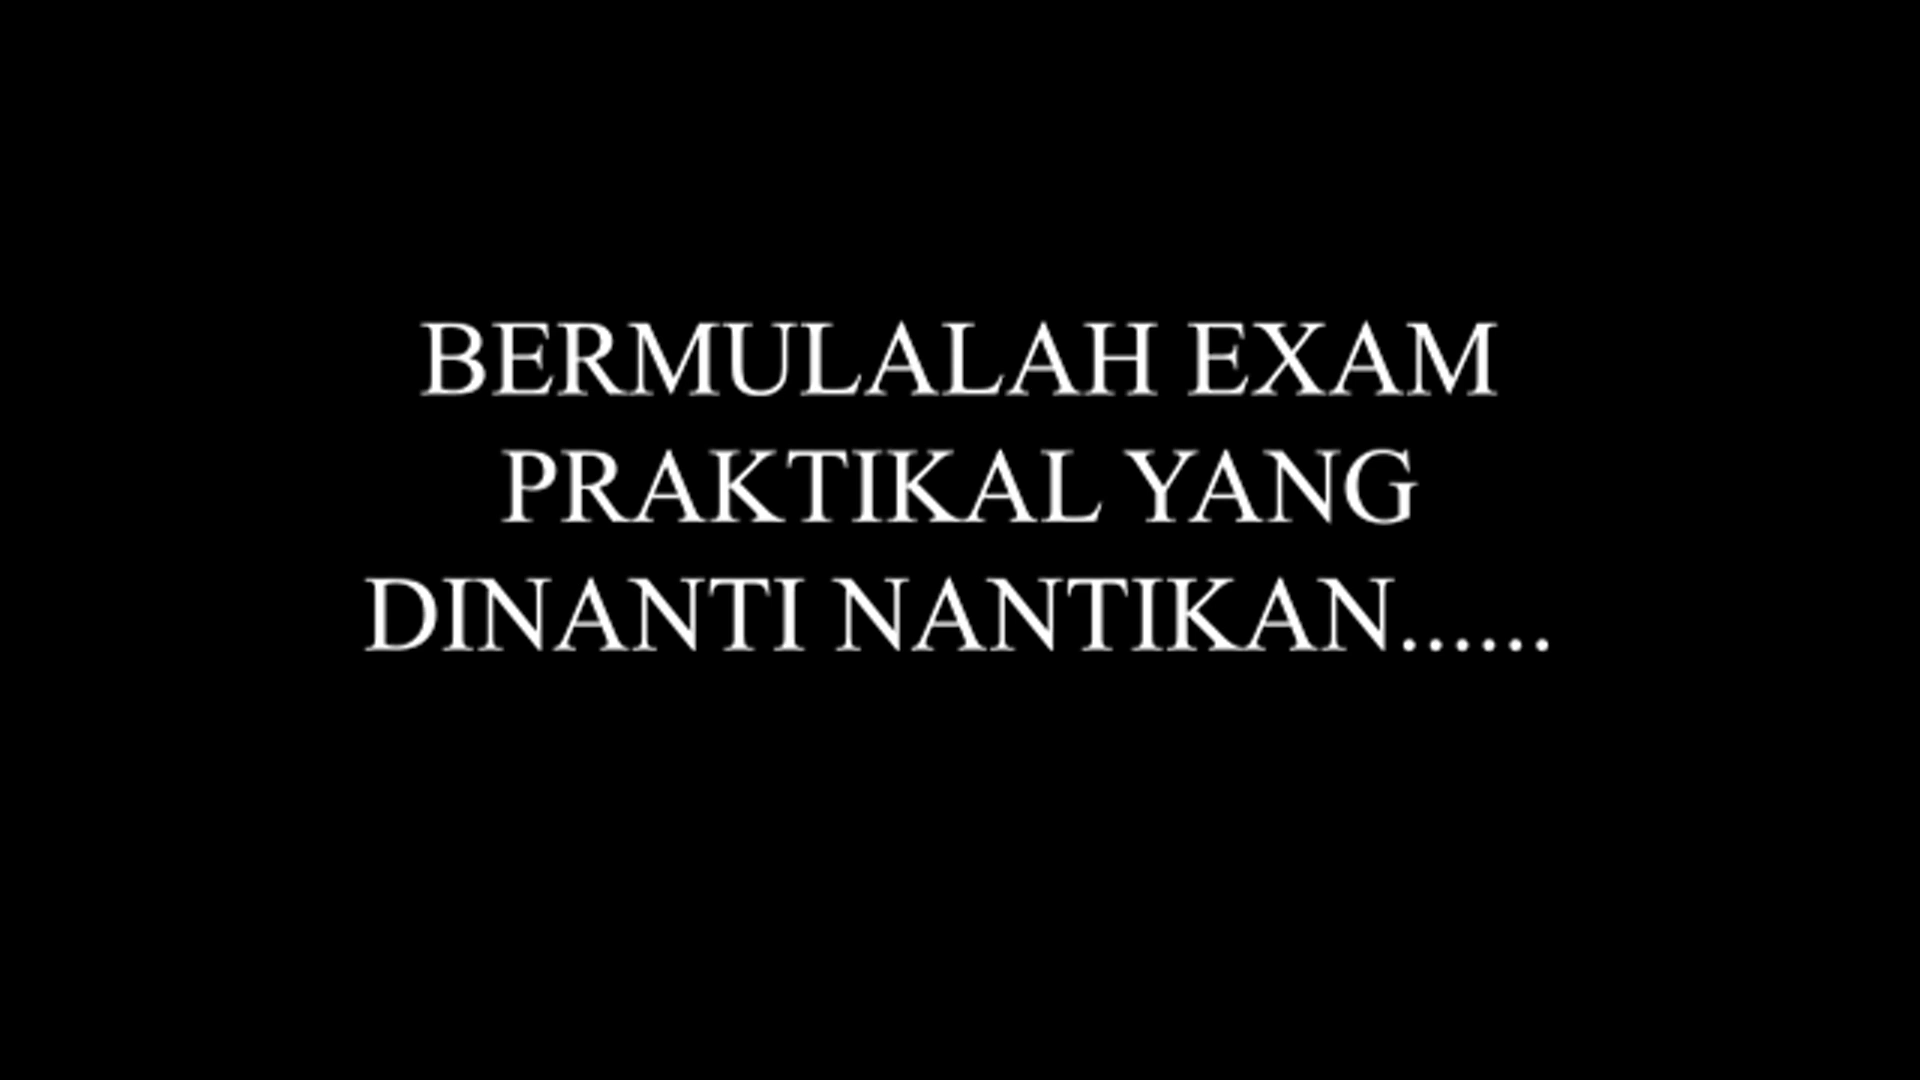 BERMULALAH EXAM
PRAKTIKAL YANG
DINANTI NANTIKAN......